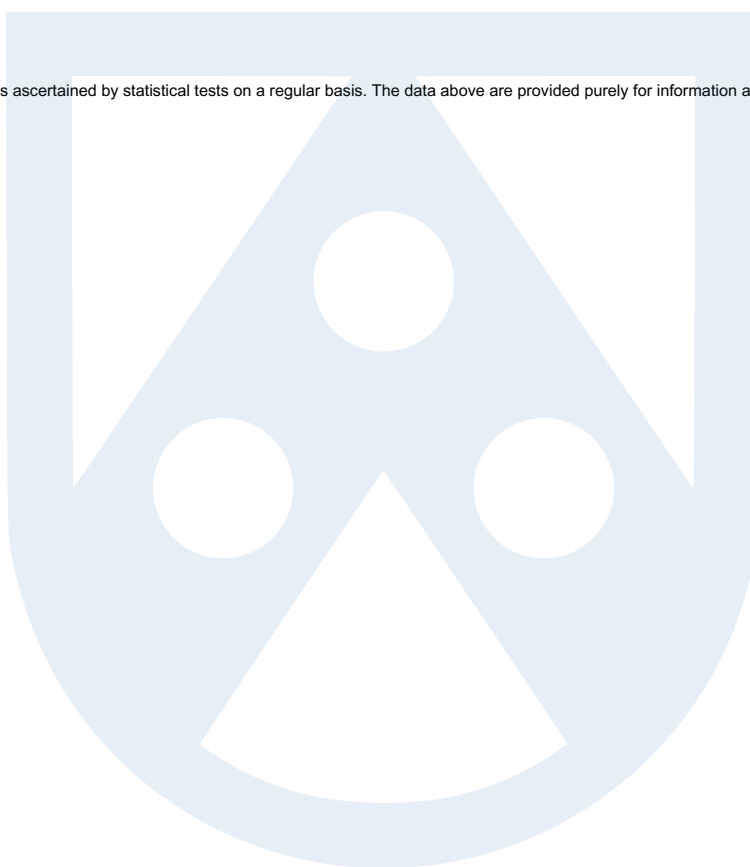 s ascertained by statistical tests on a regular basis. The data above are provided purely for information a